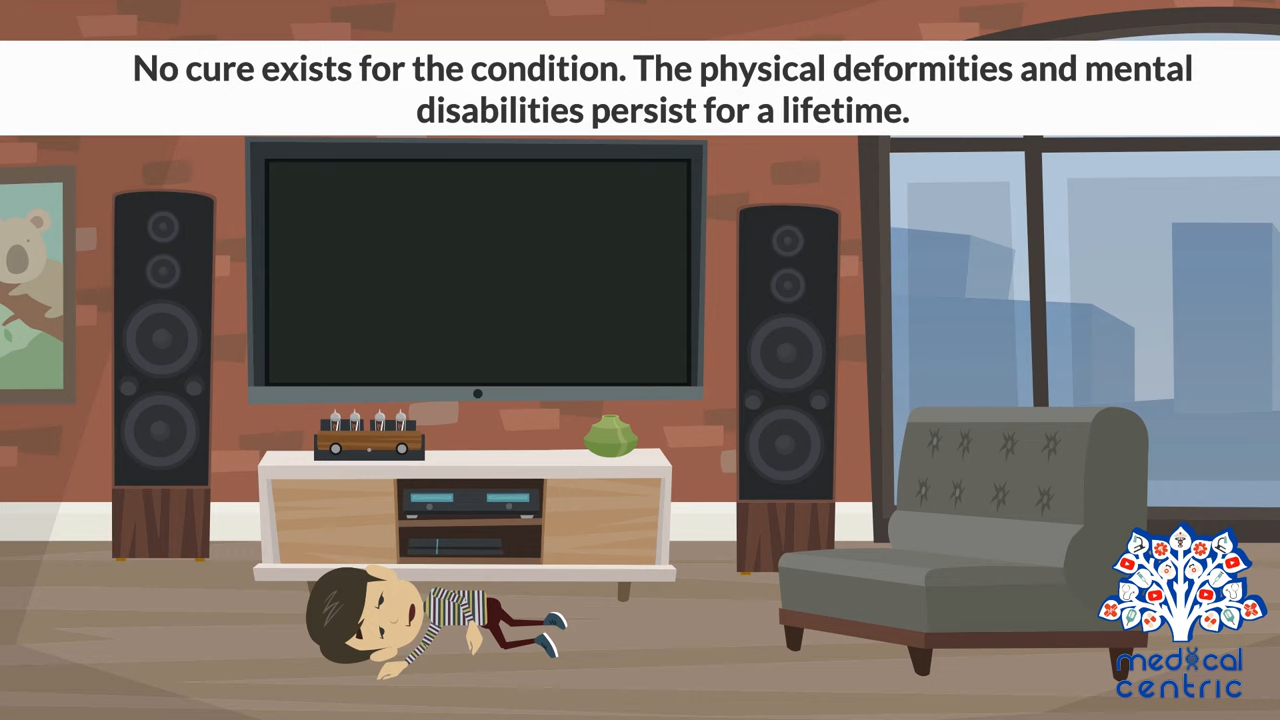 No cure exists for the condition. The physical deformities and mental
disabilities persist for a lifetime.
medical
centric